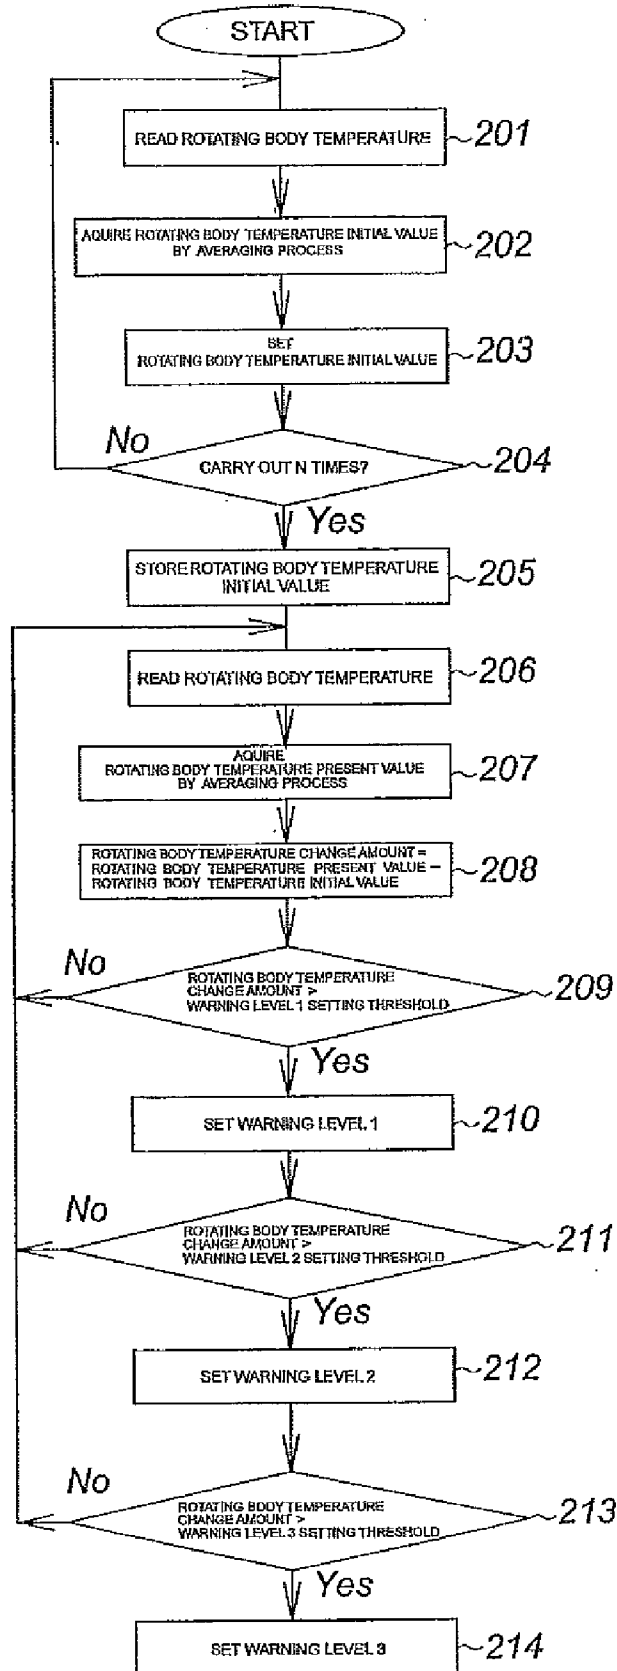 START
READ ROTATING BODY TEMPERATURE
201
AQUIRE ROTATING BODY TEMPERATURE INITIAL VALUE
BY AVERAGING PROCESS
202
SET
ROTATING BODY TEMPERATURE INITIAL VALUE
203
No
CARRY OUT N TIMES?
204
Yes
STORE ROTATING BODY TEMPERATURE
INITIAL VALUE
205
READ ROTATING BODY TEMPERATURE
206
AQUIRE
ROTATING BODY TEMPERATURE PRESENT VALUE
BY AVERAGING PROCESS
207
ROTATING BODY TEMPERATURE CHANGE AMOUNT =
ROTATING BODY TEMPERATURE PRESENT VALUE −
ROTATING BODY TEMPERATURE INITIAL VALUE
208
No
ROTATING BODY TEMPERATURE
CHANGE AMOUNT >
WARNING LEVEL 1 SETTING THRESHOLD
209
Yes
SET WARNING LEVEL 1
210
No
ROTATING BODY TEMPERATURE
CHANGE AMOUNT >
WARNING LEVEL 2 SETTING THRESHOLD
211
Yes
SET WARNING LEVEL 2
212
No
ROTATING BODY TEMPERATURE
CHANGE AMOUNT >
WARNING LEVEL 3 SETTING THRESHOLD
213
Yes
SET WARNING LEVEL 3
214